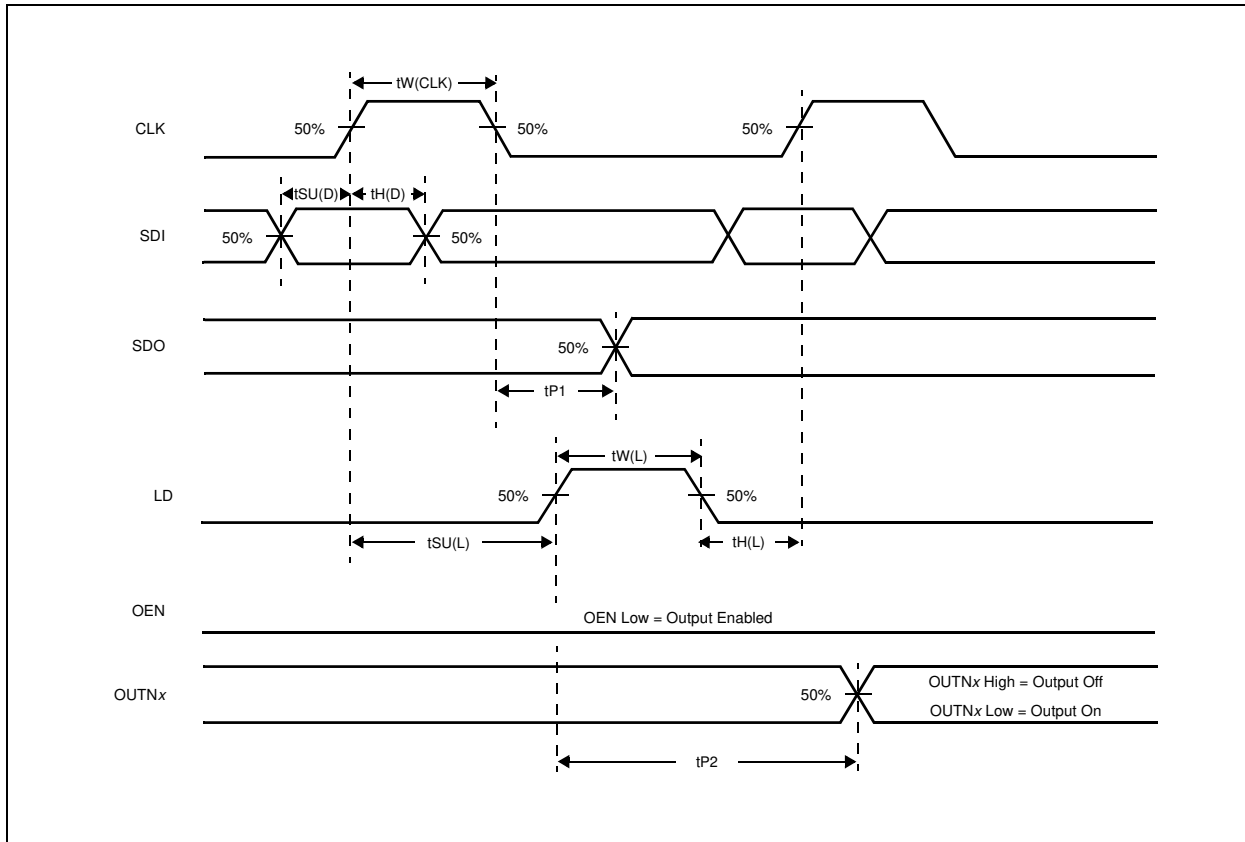 tW(CLK)
CLK
50%
50%
50%
tSU(D)
tH(D)
SDI
50%
50%
SDO
50%
tP1
tW(L)
LD
50%
50%
tSU(L)
tH(L)
OEN
OEN Low = Output Enabled
OUTNx
50%
OUTNx High = Output Off
OUTNx Low = Output On
tP2